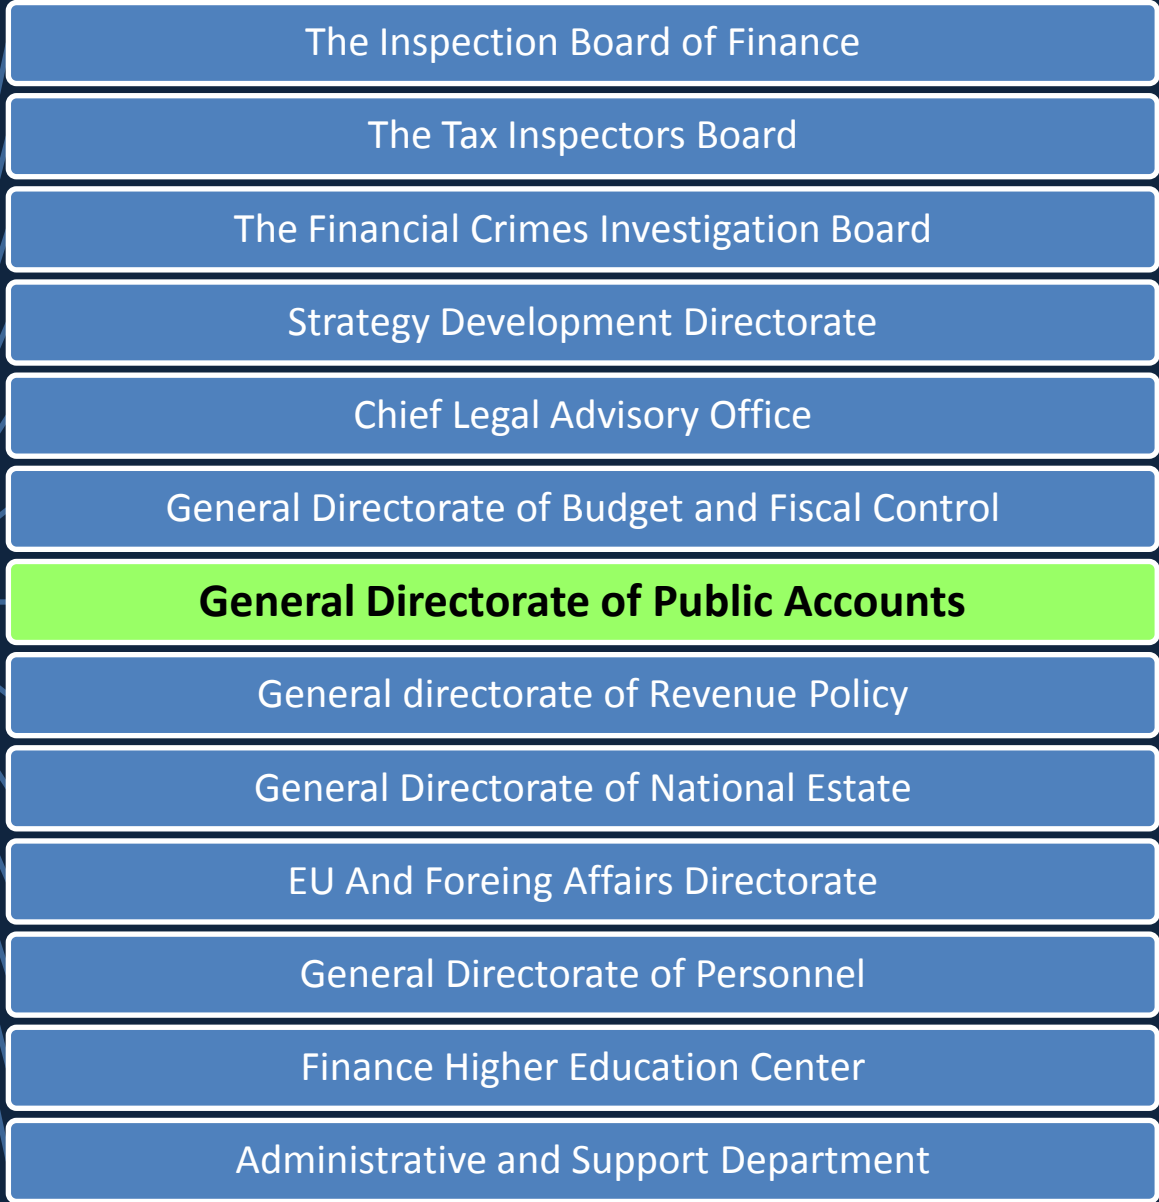 The Inspection Board of Finance
The Tax Inspectors Board
The Financial Crimes Investigation Board
Strategy Development Directorate
Chief Legal Advisory Office
General Directorate of Budget and Fiscal Control
General Directorate of Public Accounts
General directorate of Revenue Policy
General Directorate of National Estate
EU And Foreing Affairs Directorate
General Directorate of Personnel
Finance Higher Education Center
Administrative and Support Department